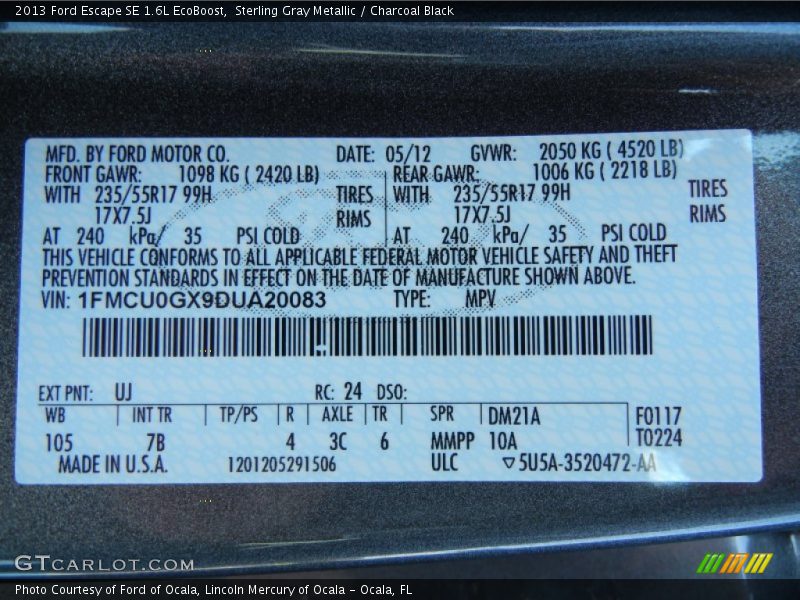 2013 Ford Escape SE 1.6L EcoBoost,  Sterling Gray Metallic / Charcoal Black
MFD. BY FORD MOTOR CO. DATE: 05/12 GVWR: 2050 KG ( 4520 LB)
FRONT GAWR: 1098 KG ( 2420 LB) REAR GAWR: 1006 KG ( 2218 LB)
WITH 235/55R17 99H TIRES WITH 235/55R17 99H TIRES
17X7.5J RIMS 17X7.5J RIMS
AT 240 kPa/ 35 PSI COLD AT 240 kPa/ 35 PSI COLD
THIS VEHICLE CONFORMS TO ALL APPLICABLE FEDERAL MOTOR VEHICLE SAFETY AND THEFT
PREVENTION STANDARDS IN EFFECT ON THE DATE OF MANUFACTURE SHOWN ABOVE.
VIN: 1FMCU0GX9DUA20083 TYPE: MPV
EXT PNT: UJ RC: 24 DSO:
WB INT TR TP/PS R AXLE TR SPR DM21A F0117
105 7B 4 3C 6 MMPP 10A T0224
MADE IN U.S.A. 1201205291506 ULC ▽5U5A-3520472-AA
GTCARLOT.COM
Photo Courtesy of Ford of Ocala, Lincoln Mercury of Ocala – Ocala, FL